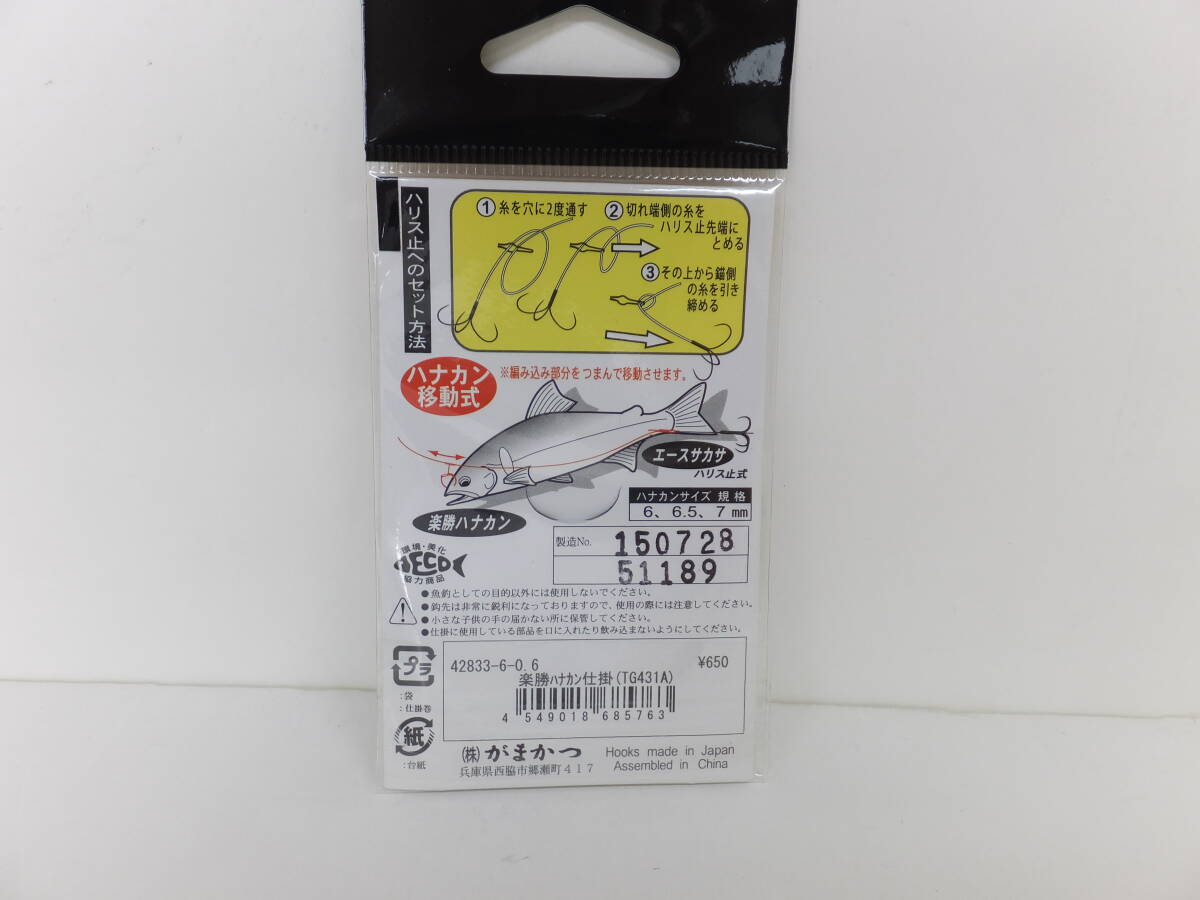 ハリス止へのセット方法
①糸を穴に2度通す
②切れ端側の糸を
ハリス止先端に
とめる
③その上から錨側
の糸を引き
締める
ハナカン
移動式
※編み込み部分をつまんで移動させます。
エースサカサ
ハリス止式
楽勝ハナカン
ハナカンサイズ 規格
6、6.5、7mm
製造No. 150728
51189
環境・美化
ECO
協力商品
●魚釣としての目的以外には使用しないでください。
●鈎先は非常に鋭利になっておりますので、使用の際には注意してください。
●小さな子供の手の届かない所に保管してください。
●仕掛に使用している部品を口に入れたり飲み込まないようにしてください。
プラ
:袋
:仕掛巻
紙
:台紙
42833-6-0.6
¥650
楽勝ハナカン仕掛(TG431A)
4 549018 685763
(株)がまかつ
兵庫県西脇市郷瀬町417
Hooks made in Japan
Assembled in China